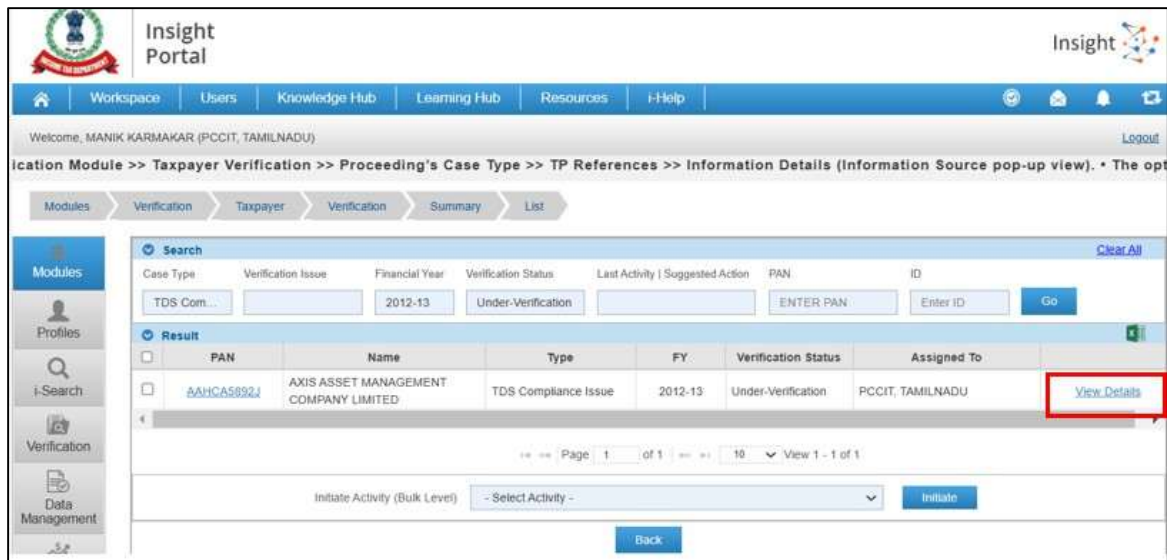 Insight
Portal
Insight
INCOME TAX DEPARTMENT
Workspace Users Knowledge Hub Learning Hub Resources i-Help
Welcome, MANIK KARMAKAR (PCCIT, TAMILNADU) Logout
ication Module >> Taxpayer Verification >> Proceeding's Case Type >> TP References >> Information Details (Information Source pop-up view). • The opt
Modules Verification Taxpayer Verification Summary List
Modules
Profiles
i-Search
Verification
Data
Management
Search Clear All
Case Type Verification Issue Financial Year Verification Status Last Activity | Suggested Action PAN ID
TDS Com... 2012-13 Under-Verification ENTER PAN Enter ID Go
Result
PAN Name Type FY Verification Status Assigned To
AAHCA5892J AXIS ASSET MANAGEMENT COMPANY LIMITED TDS Compliance Issue 2012-13 Under-Verification PCCIT, TAMILNADU View Details
Page 1 of 1 10 View 1 - 1 of 1
Initiate Activity (Bulk Level) - Select Activity - Initiate
Back